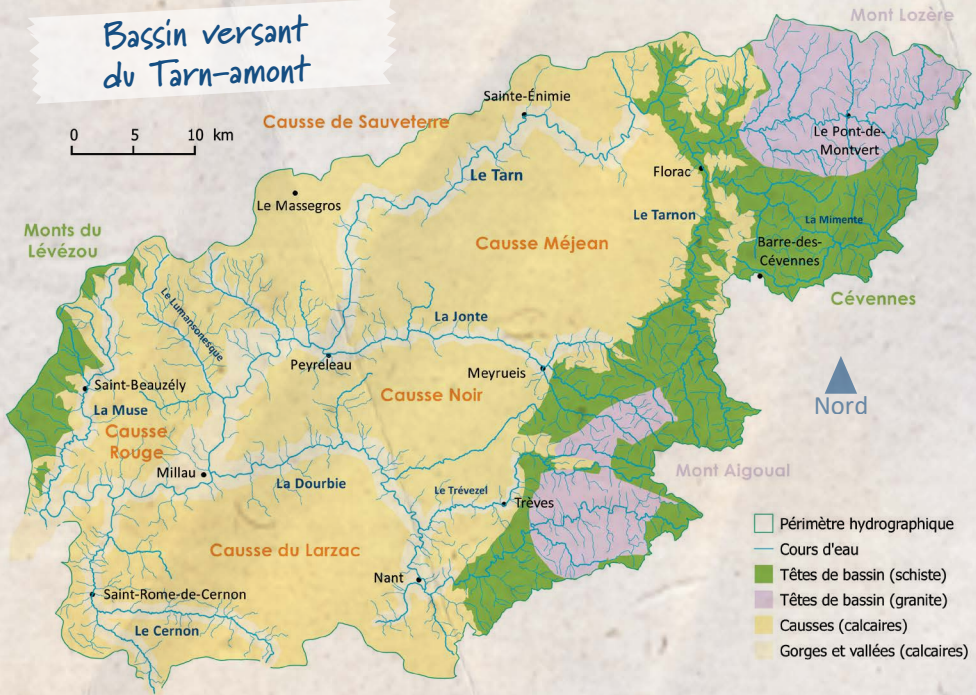 Bassin versant
du Tarn-amont
0 5 10 km
Mont Lozère
Sainte-Énimie
Causse de Sauveterre
Le Pont-de-
Montvert
Florac
Le Tarn
Le Massegros
Le Tarnon
La Mimente
Monts du
Lévézou
Causse Méjean
Barre-des-
Cévennes
Cévennes
Le Lumansonesque
La Jonte
Peyreleau
Meyrueis
Saint-Beauzély
Causse Noir
La Muse
Causse
Rouge
Nord
Millau
La Dourbie
Mont Aigoual
Le Trévezel
Trèves
Causse du Larzac
Nant
Saint-Rome-de-Cernon
Le Cernon
Périmètre hydrographique
Cours d'eau
Têtes de bassin (schiste)
Têtes de bassin (granite)
Causses (calcaires)
Gorges et vallées (calcaires)